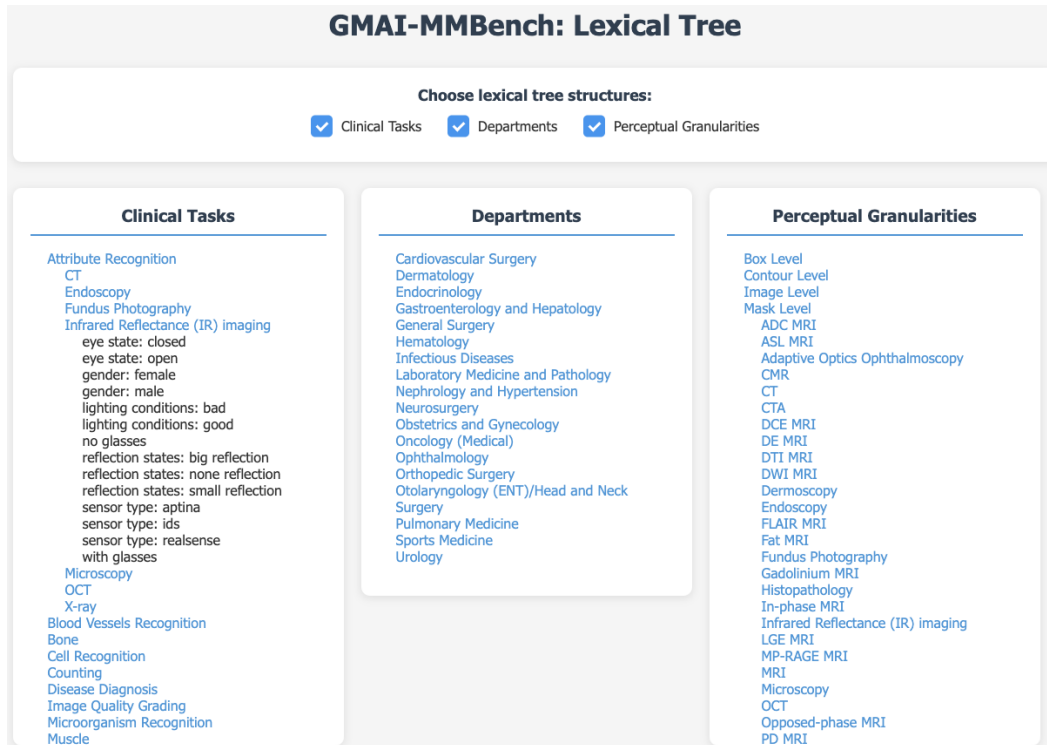 GMAI-MMBench: Lexical Tree
Choose lexical tree structures:
Clinical Tasks
Departments
Perceptual Granularities
Clinical Tasks
Attribute Recognition
CT
Endoscopy
Fundus Photography
Infrared Reflectance (IR) imaging
eye state: closed
eye state: open
gender: female
gender: male
lighting conditions: bad
lighting conditions: good
no glasses
reflection states: big reflection
reflection states: none reflection
reflection states: small reflection
sensor type: aptina
sensor type: ids
sensor type: realsense
with glasses
Microscopy
OCT
X-ray
Blood Vessels Recognition
Bone
Cell Recognition
Counting
Disease Diagnosis
Image Quality Grading
Microorganism Recognition
Muscle
Departments
Cardiovascular Surgery
Dermatology
Endocrinology
Gastroenterology and Hepatology
General Surgery
Hematology
Infectious Diseases
Laboratory Medicine and Pathology
Nephrology and Hypertension
Neurosurgery
Obstetrics and Gynecology
Oncology (Medical)
Ophthalmology
Orthopedic Surgery
Otolaryngology (ENT)/Head and Neck
Surgery
Pulmonary Medicine
Sports Medicine
Urology
Perceptual Granularities
Box Level
Contour Level
Image Level
Mask Level
ADC MRI
ASL MRI
Adaptive Optics Ophthalmoscopy
CMR
CT
CTA
DCE MRI
DE MRI
DTI MRI
DWI MRI
Dermoscopy
Endoscopy
FLAIR MRI
Fat MRI
Fundus Photography
Gadolinium MRI
Histopathology
In-phase MRI
Infrared Reflectance (IR) imaging
LGE MRI
MP-RAGE MRI
MRI
Microscopy
OCT
Opposed-phase MRI
PD MRI